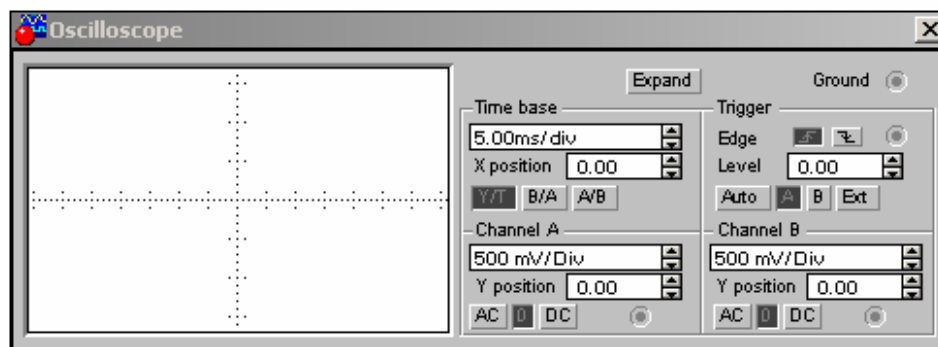 Oscilloscope
Expand
Ground
Time base
5.00ms/div
X position 0.00
Y/T B/A A/B
Trigger
Edge
Level 0.00
Auto A B Ext
Channel A
500 mV/Div
Y position 0.00
AC 0 DC
Channel B
500 mV/Div
Y position 0.00
AC 0 DC